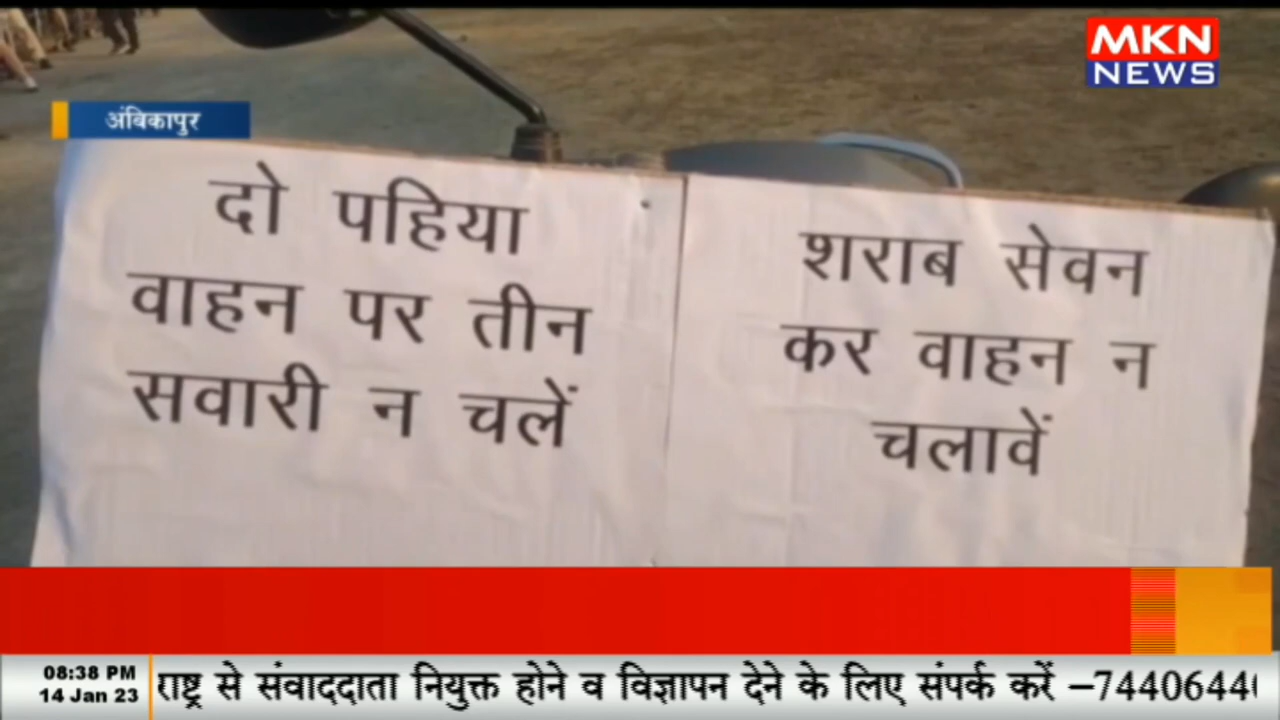 MKN
NEWS
अंबिकापुर
दो पहिया
वाहन पर तीन
सवारी न चलें
शराब सेवन
कर वाहन न
चलावें
08:38 PM
14 Jan 23
राष्ट्र से संवाददाता नियुक्त होने व विज्ञापन देने के लिए संपर्क करें –7440644